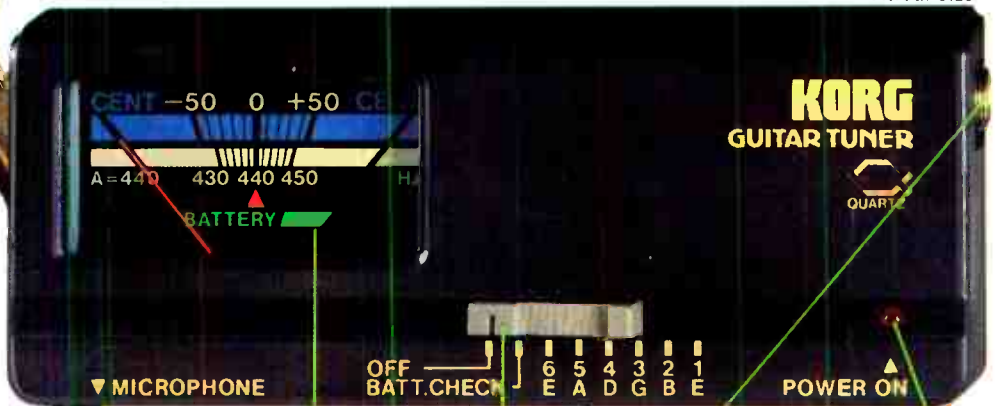 CENT -50 0 +50
A=440 430 440 450
BATTERY
KORG
GUITAR TUNER
QUARTZ
OFF
BATT.CHECK
6 5 4 3 2 1
E A D G B E
▼ MICROPHONE
▲
POWER ON